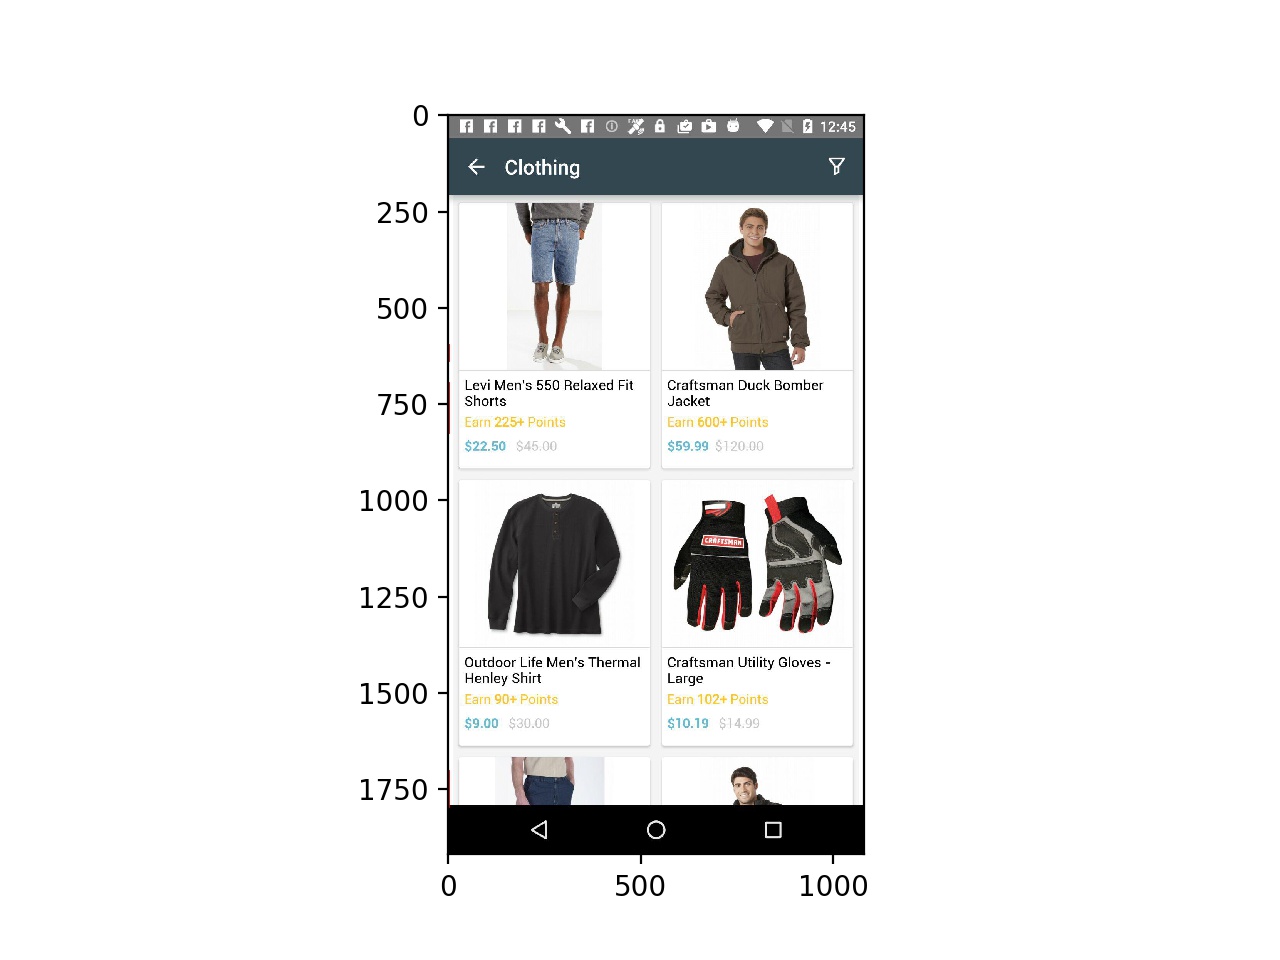 0
250
500
750
1000
1250
1500
1750
12:45
Clothing
Levi Men's 550 Relaxed Fit
Shorts
Earn 225+ Points
$22.50 $45.00
Craftsman Duck Bomber
Jacket
Earn 600+ Points
$59.99 $120.00
CRAFTSMAN
Outdoor Life Men's Thermal
Henley Shirt
Earn 90+ Points
$9.00 $30.00
Craftsman Utility Gloves -
Large
Earn 102+ Points
$10.19 $14.99
0 500 1000